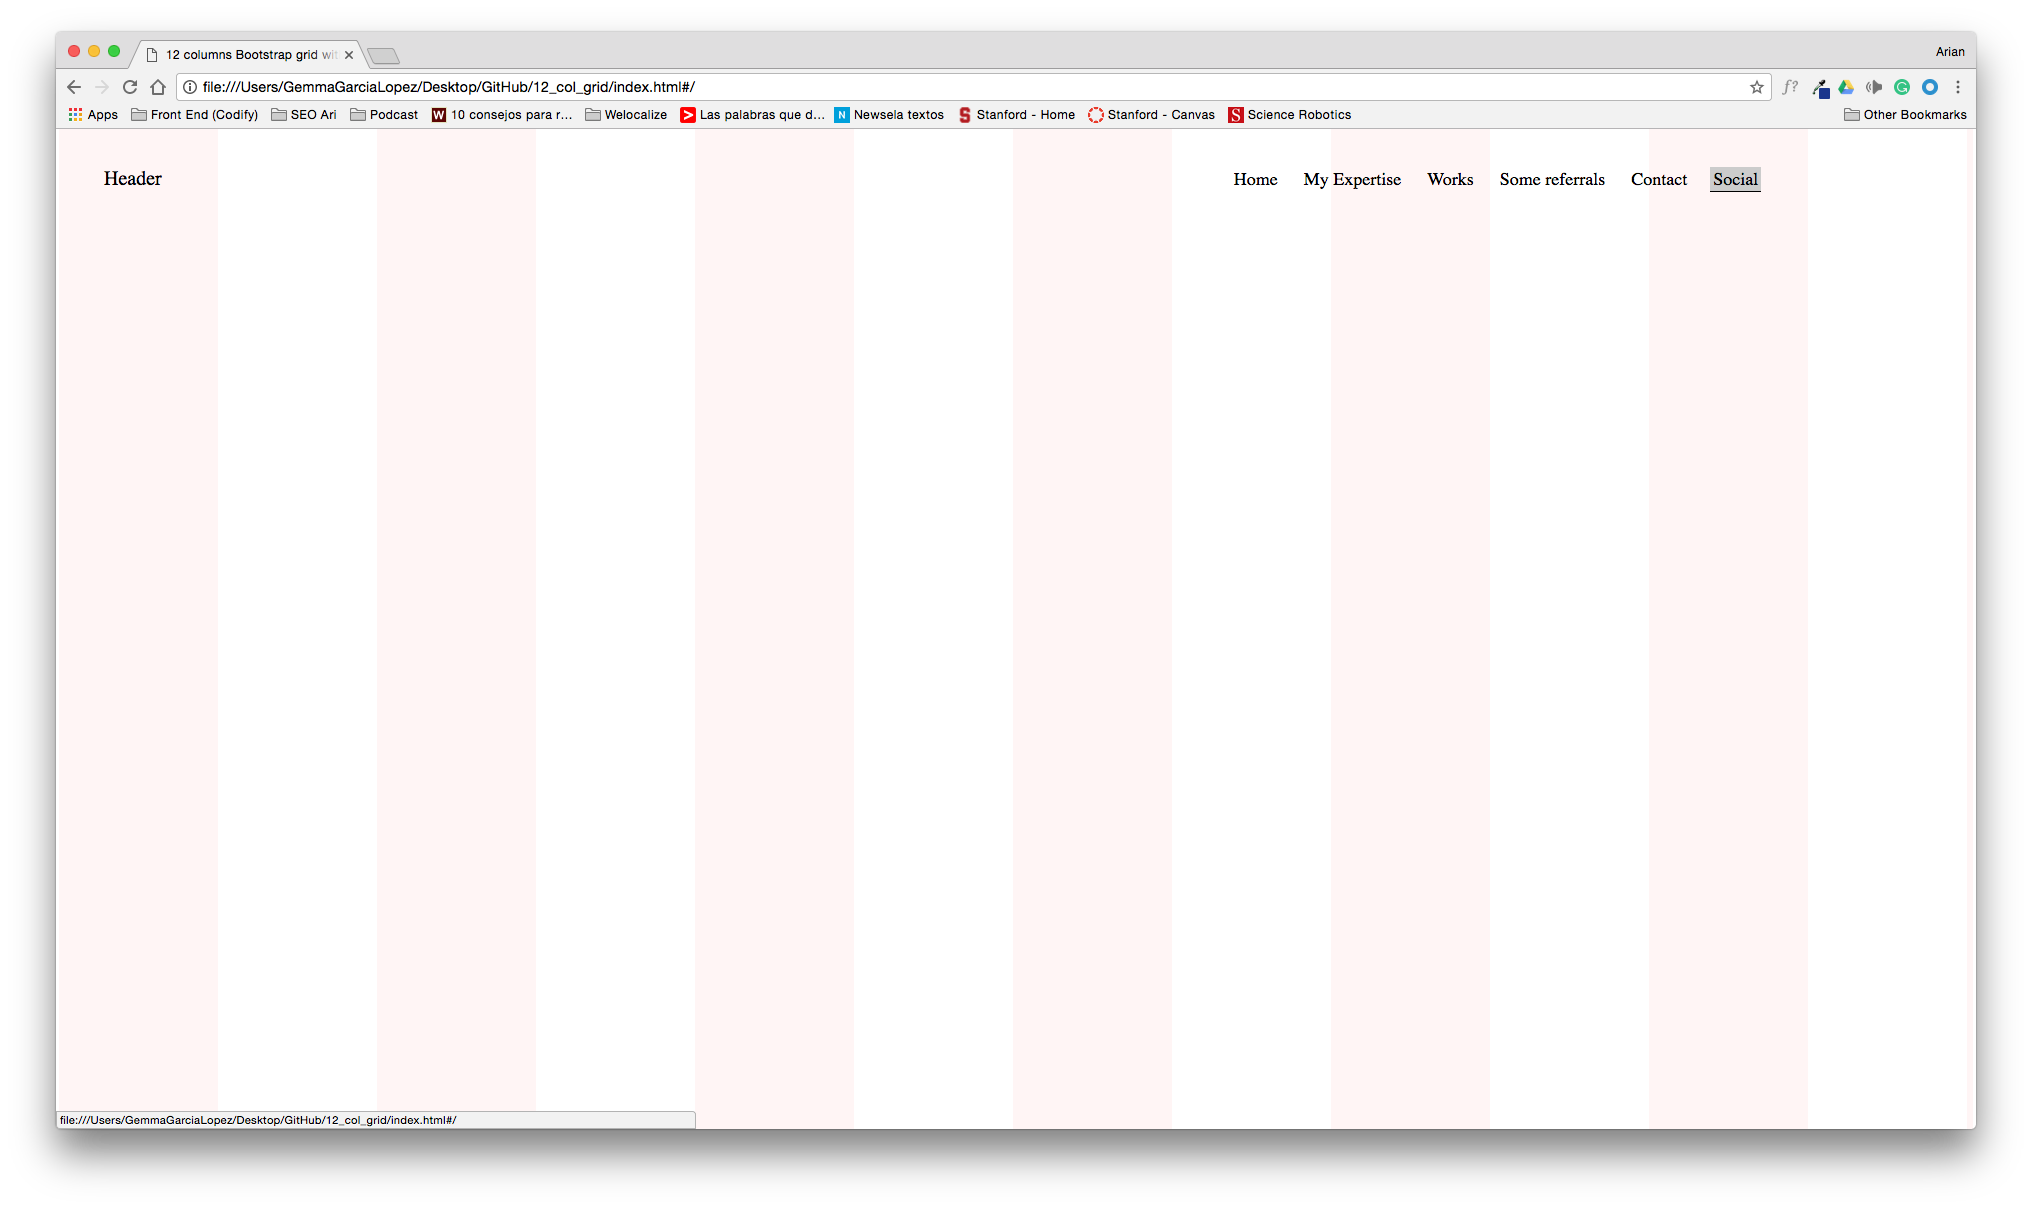 12 columns Bootstrap grid wit
Arian
file:///Users/GemmaGarciaLopez/Desktop/GitHub/12_col_grid/index.html#/
f?
Apps Front End (Codify) SEO Ari Podcast W 10 consejos para r... Welocalize > Las palabras que d... N Newsela textos S Stanford - Home Stanford - Canvas S Science Robotics Other Bookmarks
Header Home My Expertise Works Some referrals Contact Social
file:///Users/GemmaGarciaLopez/Desktop/GitHub/12_col_grid/index.html#/